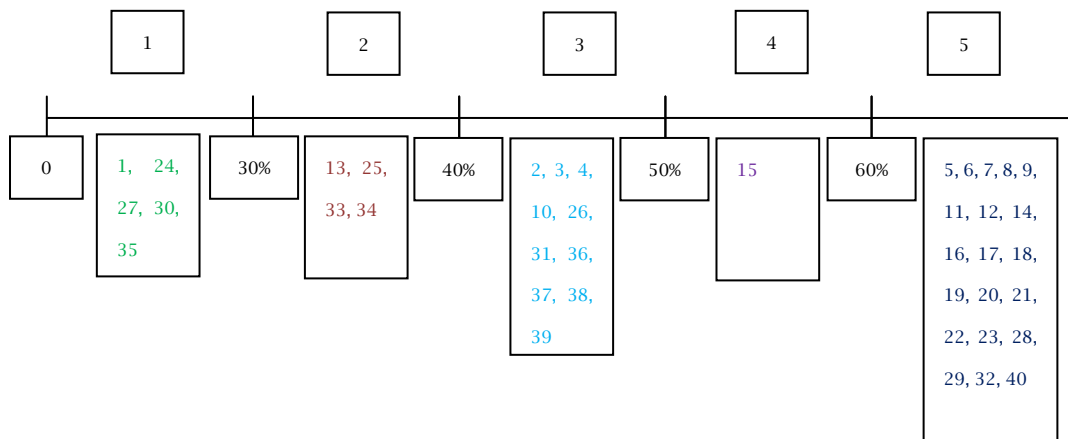 1
2
3
4
5
0
1, 24,
27, 30,
35
30%
13, 25,
33, 34
40%
2, 3, 4,
10, 26,
31, 36,
37, 38,
39
50%
15
60%
5, 6, 7, 8, 9,
11, 12, 14,
16, 17, 18,
19, 20, 21,
22, 23, 28,
29, 32, 40